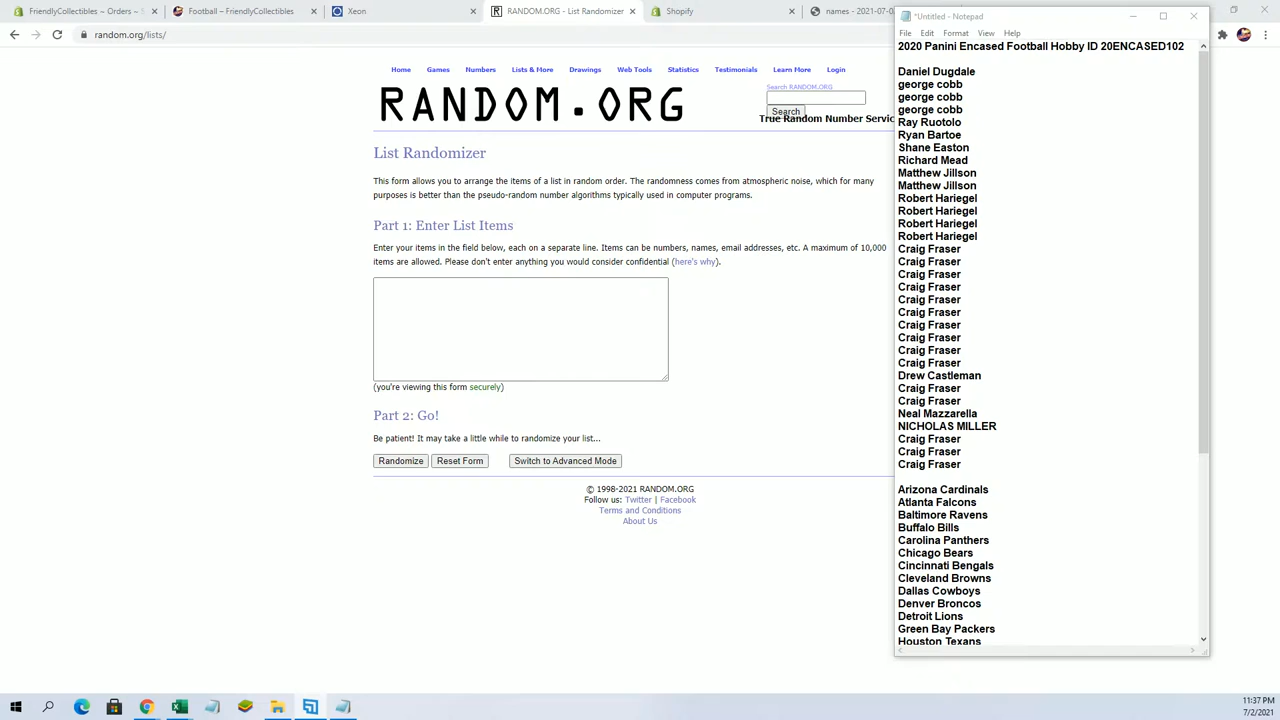 FriendlyCollectibles ~ Orders ~ S
Football – FriendlyCollectibles
Xeon
RANDOM.ORG - List Randomizer
Shopify
names - 2021-07-0
random.org/lists/
Home
Games
Numbers
Lists & More
Drawings
Web Tools
Statistics
Testimonials
Learn More
Login
RANDOM.ORG
Search RANDOM.ORG
Search
True Random Number Servic
List Randomizer
This form allows you to arrange the items of a list in random order. The randomness comes from atmospheric noise, which for many
purposes is better than the pseudo-random number algorithms typically used in computer programs.
Part 1: Enter List Items
Enter your items in the field below, each on a separate line. Items can be numbers, names, email addresses, etc. A maximum of 10,000
items are allowed. Please don't enter anything you would consider confidential (here's why).
(you're viewing this form securely)
Part 2: Go!
Be patient! It may take a little while to randomize your list...
Randomize
Reset Form
Switch to Advanced Mode
© 1998-2021 RANDOM.ORG
Follow us: Twitter | Facebook
Terms and Conditions
About Us
*Untitled - Notepad
File
Edit
Format
View
Help
2020 Panini Encased Football Hobby ID 20ENCASED102
Daniel Dugdale
george cobb
george cobb
george cobb
Ray Ruotolo
Ryan Bartoe
Shane Easton
Richard Mead
Matthew Jillson
Matthew Jillson
Robert Hariegel
Robert Hariegel
Robert Hariegel
Robert Hariegel
Craig Fraser
Craig Fraser
Craig Fraser
Craig Fraser
Craig Fraser
Craig Fraser
Craig Fraser
Craig Fraser
Craig Fraser
Craig Fraser
Drew Castleman
Craig Fraser
Craig Fraser
Neal Mazzarella
NICHOLAS MILLER
Craig Fraser
Craig Fraser
Craig Fraser
Arizona Cardinals
Atlanta Falcons
Baltimore Ravens
Buffalo Bills
Carolina Panthers
Chicago Bears
Cincinnati Bengals
Cleveland Browns
Dallas Cowboys
Denver Broncos
Detroit Lions
Green Bay Packers
Houston Texans
11:37 PM
7/2/2021